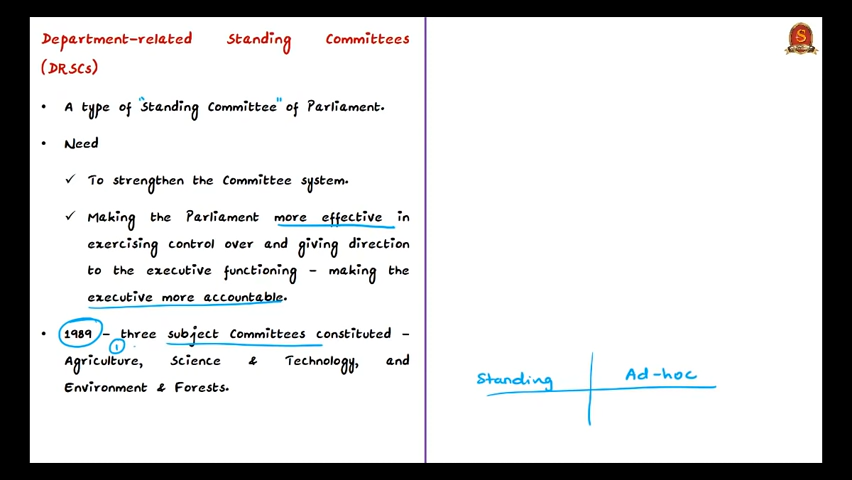 Department-related Standing Committees
(DRSCs)
• A type of "Standing Committee" of Parliament.
• Need
✓ To strengthen the Committee system.
✓ Making the Parliament more effective in
exercising control over and giving direction
to the executive functioning – making the
executive more accountable.
• 1989 – three subject Committees constituted –
①
Agriculture, Science & Technology, and
Environment & Forests.
Standing Ad-hoc
S